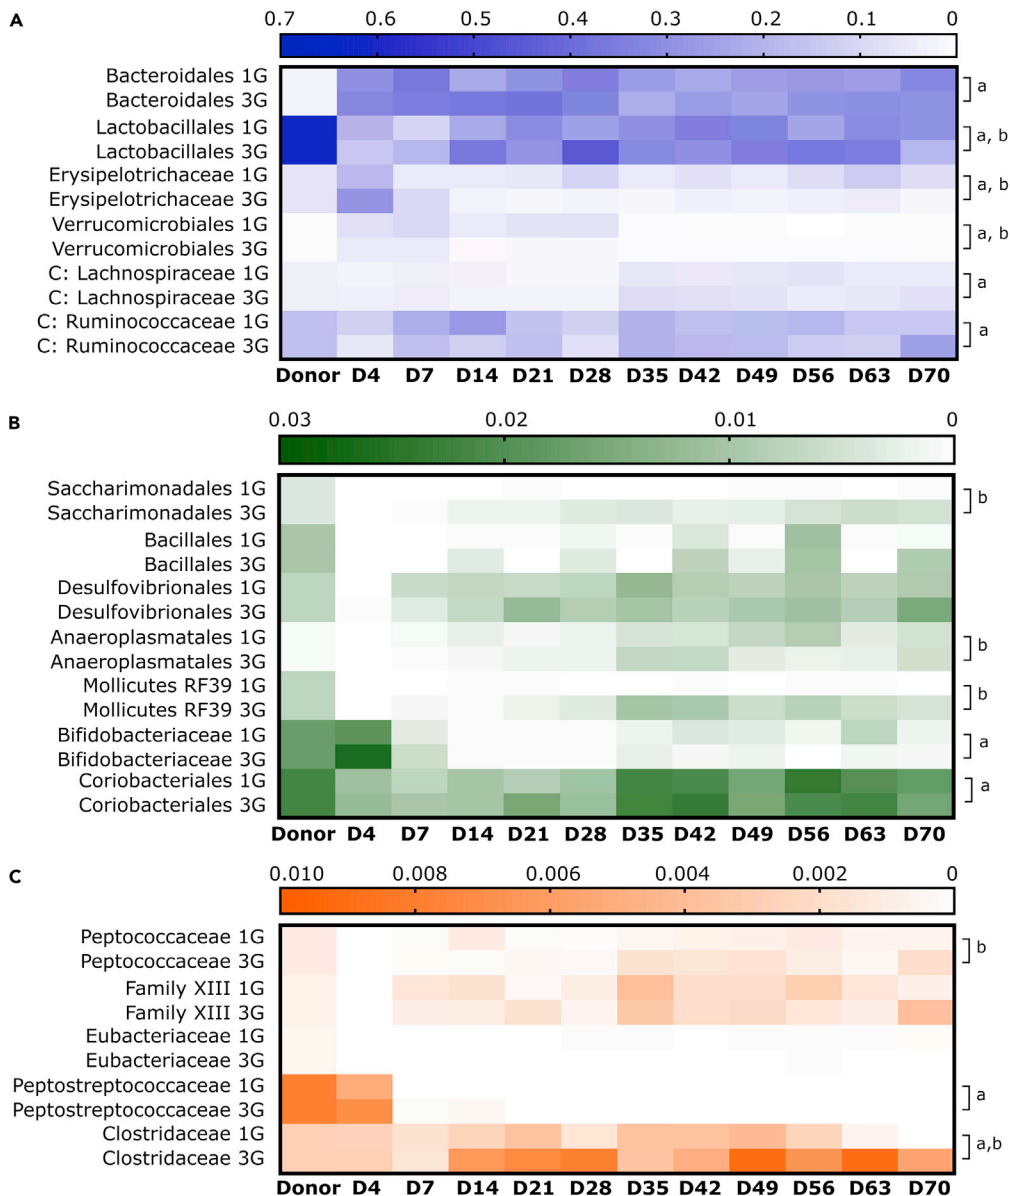 A
0.7 0.6 0.5 0.4 0.3 0.2 0.1 0
Bacteroidales 1G
Bacteroidales 3G
a
Lactobacillales 1G
Lactobacillales 3G
a, b
Erysipelotrichaceae 1G
Erysipelotrichaceae 3G
a, b
Verrucomicrobiales 1G
Verrucomicrobiales 3G
a, b
C: Lachnospiraceae 1G
C: Lachnospiraceae 3G
a
C: Ruminococcaceae 1G
C: Ruminococcaceae 3G
a
Donor D4 D7 D14 D21 D28 D35 D42 D49 D56 D63 D70
B
0.03 0.02 0.01 0
Saccharimonadales 1G
Saccharimonadales 3G
b
Bacillales 1G
Bacillales 3G
Desulfovibrionales 1G
Desulfovibrionales 3G
Anaeroplasmatales 1G
Anaeroplasmatales 3G
b
Mollicutes RF39 1G
Mollicutes RF39 3G
b
Bifidobacteriaceae 1G
Bifidobacteriaceae 3G
a
Coriobacteriales 1G
Coriobacteriales 3G
a
Donor D4 D7 D14 D21 D28 D35 D42 D49 D56 D63 D70
C
0.010 0.008 0.006 0.004 0.002 0
Peptococcaceae 1G
Peptococcaceae 3G
b
Family XIII 1G
Family XIII 3G
Eubacteriaceae 1G
Eubacteriaceae 3G
Peptostreptococcaceae 1G
Peptostreptococcaceae 3G
a
Clostridaceae 1G
Clostridaceae 3G
a,b
Donor D4 D7 D14 D21 D28 D35 D42 D49 D56 D63 D70